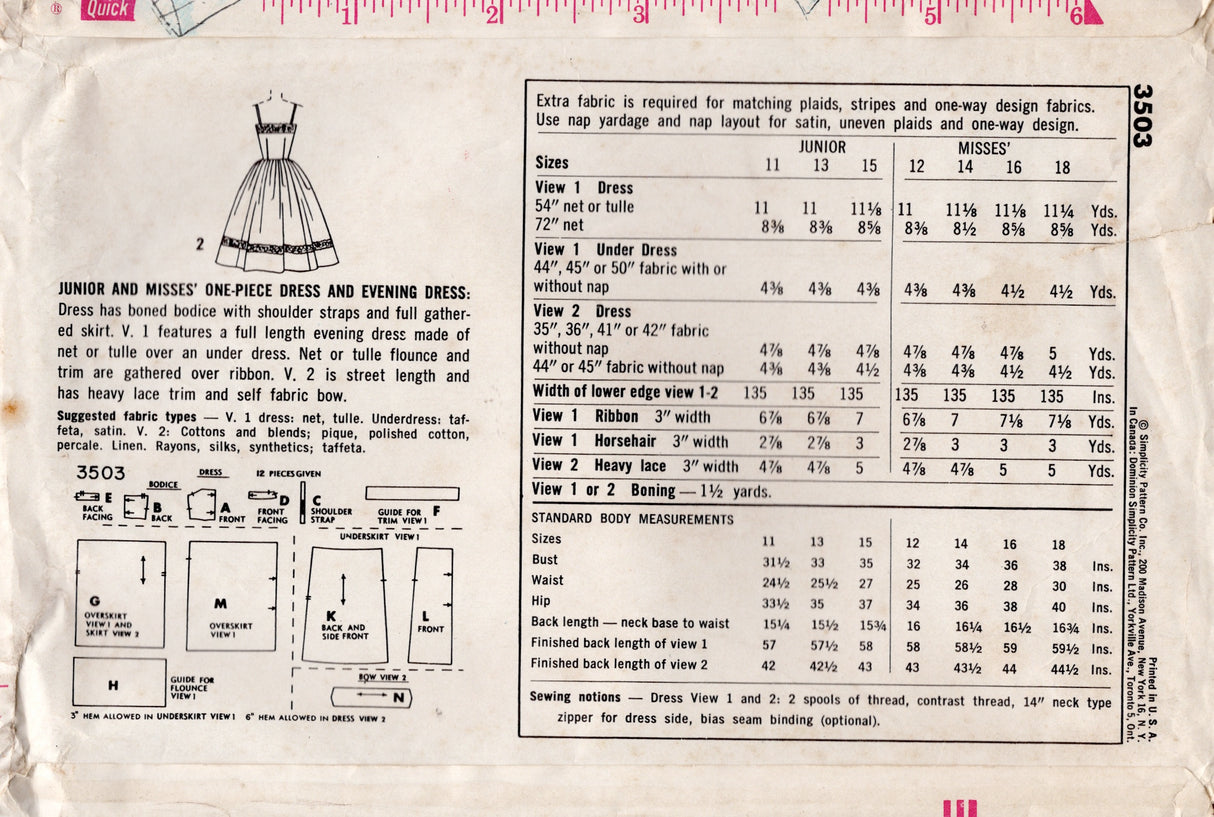 ® Quick 1 2 3 5 6
2
JUNIOR AND MISSES' ONE-PIECE DRESS AND EVENING DRESS:
Dress has boned bodice with shoulder straps and full gather-
ed skirt. V. 1 features a full length evening dress made of
net or tulle over an under dress. Net or tulle flounce and
trim are gathered over ribbon. V. 2 is street length and
has heavy lace trim and self fabric bow.
Suggested fabric types — V. 1 dress: net, tulle. Underdress: taf-
feta, satin. V. 2: Cottons and blends; pique, polished cotton,
percale. Linen. Rayons, silks, synthetics; taffeta.
3503 DRESS 12 PIECES GIVEN
BODICE
E
BACK
FACING
B
BACK
A
FRONT
D
FRONT
FACING
C
SHOULDER
STRAP
GUIDE FOR
TRIM VIEW 1
F
UNDERSKIRT VIEW 1
G
OVERSKIRT
VIEW 1 AND
SKIRT VIEW 2
M
OVERSKIRT
VIEW 1
K
BACK AND
SIDE FRONT
L
FRONT
H
GUIDE FOR
FLOUNCE
VIEW 1
BOW VIEW 2
N
3" HEM ALLOWED IN UNDERSKIRT VIEW 1 6" HEM ALLOWED IN DRESS VIEW 2
Extra fabric is required for matching plaids, stripes and one-way design fabrics.
Use nap yardage and nap layout for satin, uneven plaids and one-way design.
JUNIOR MISSES'
Sizes 11 13 15 12 14 16 18
View 1 Dress
54" net or tulle 11 11 11⅛ 11 11⅛ 11⅛ 11¼ Yds.
72" net 8⅜ 8⅜ 8⅝ 8⅜ 8½ 8⅝ 8⅝ Yds.
View 1 Under Dress
44", 45" or 50" fabric with or
without nap 4⅜ 4⅜ 4⅜ 4⅜ 4⅜ 4½ 4½ Yds.
View 2 Dress
35", 36", 41" or 42" fabric
without nap 4⅞ 4⅞ 4⅞ 4⅞ 4⅞ 4⅞ 5 Yds.
44" or 45" fabric without nap 4⅜ 4⅜ 4½ 4⅜ 4⅜ 4½ 4½ Yds.
Width of lower edge view 1-2 135 135 135 135 135 135 135 Ins.
View 1 Ribbon 3" width 6⅞ 6⅞ 7 6⅞ 7 7⅛ 7⅛ Yds.
View 1 Horsehair 3" width 2⅞ 2⅞ 3 2⅞ 3 3 3 Yds.
View 2 Heavy lace 3" width 4⅞ 4⅞ 5 4⅞ 4⅞ 5 5 Yds.
View 1 or 2 Boning — 1½ yards.
STANDARD BODY MEASUREMENTS
Sizes 11 13 15 12 14 16 18
Bust 31½ 33 35 32 34 36 38 Ins.
Waist 24½ 25½ 27 25 26 28 30 Ins.
Hip 33½ 35 37 34 36 38 40 Ins.
Back length — neck base to waist 15¼ 15½ 15¾ 16 16¼ 16½ 16¾ Ins.
Finished back length of view 1 57 57½ 58 58 58½ 59 59½ Ins.
Finished back length of view 2 42 42½ 43 43 43½ 44 44½ Ins.
Sewing notions — Dress View 1 and 2: 2 spools of thread, contrast thread, 14" neck type
zipper for dress side, bias seam binding (optional).
3503
Printed in U. S. A.
© Simplicity Pattern Co. Inc., 200 Madison Avenue, New York 16, N. Y.
In Canada: Dominion Simplicity Pattern Ltd., Yorkville Ave., Toronto 5, Ont.